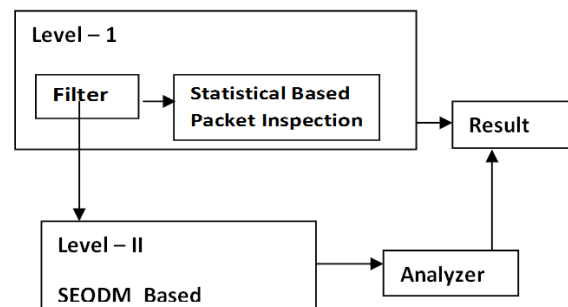 Level – 1
Filter
Statistical Based
Packet Inspection
Result
Level – II
SEODM Based
Analyzer